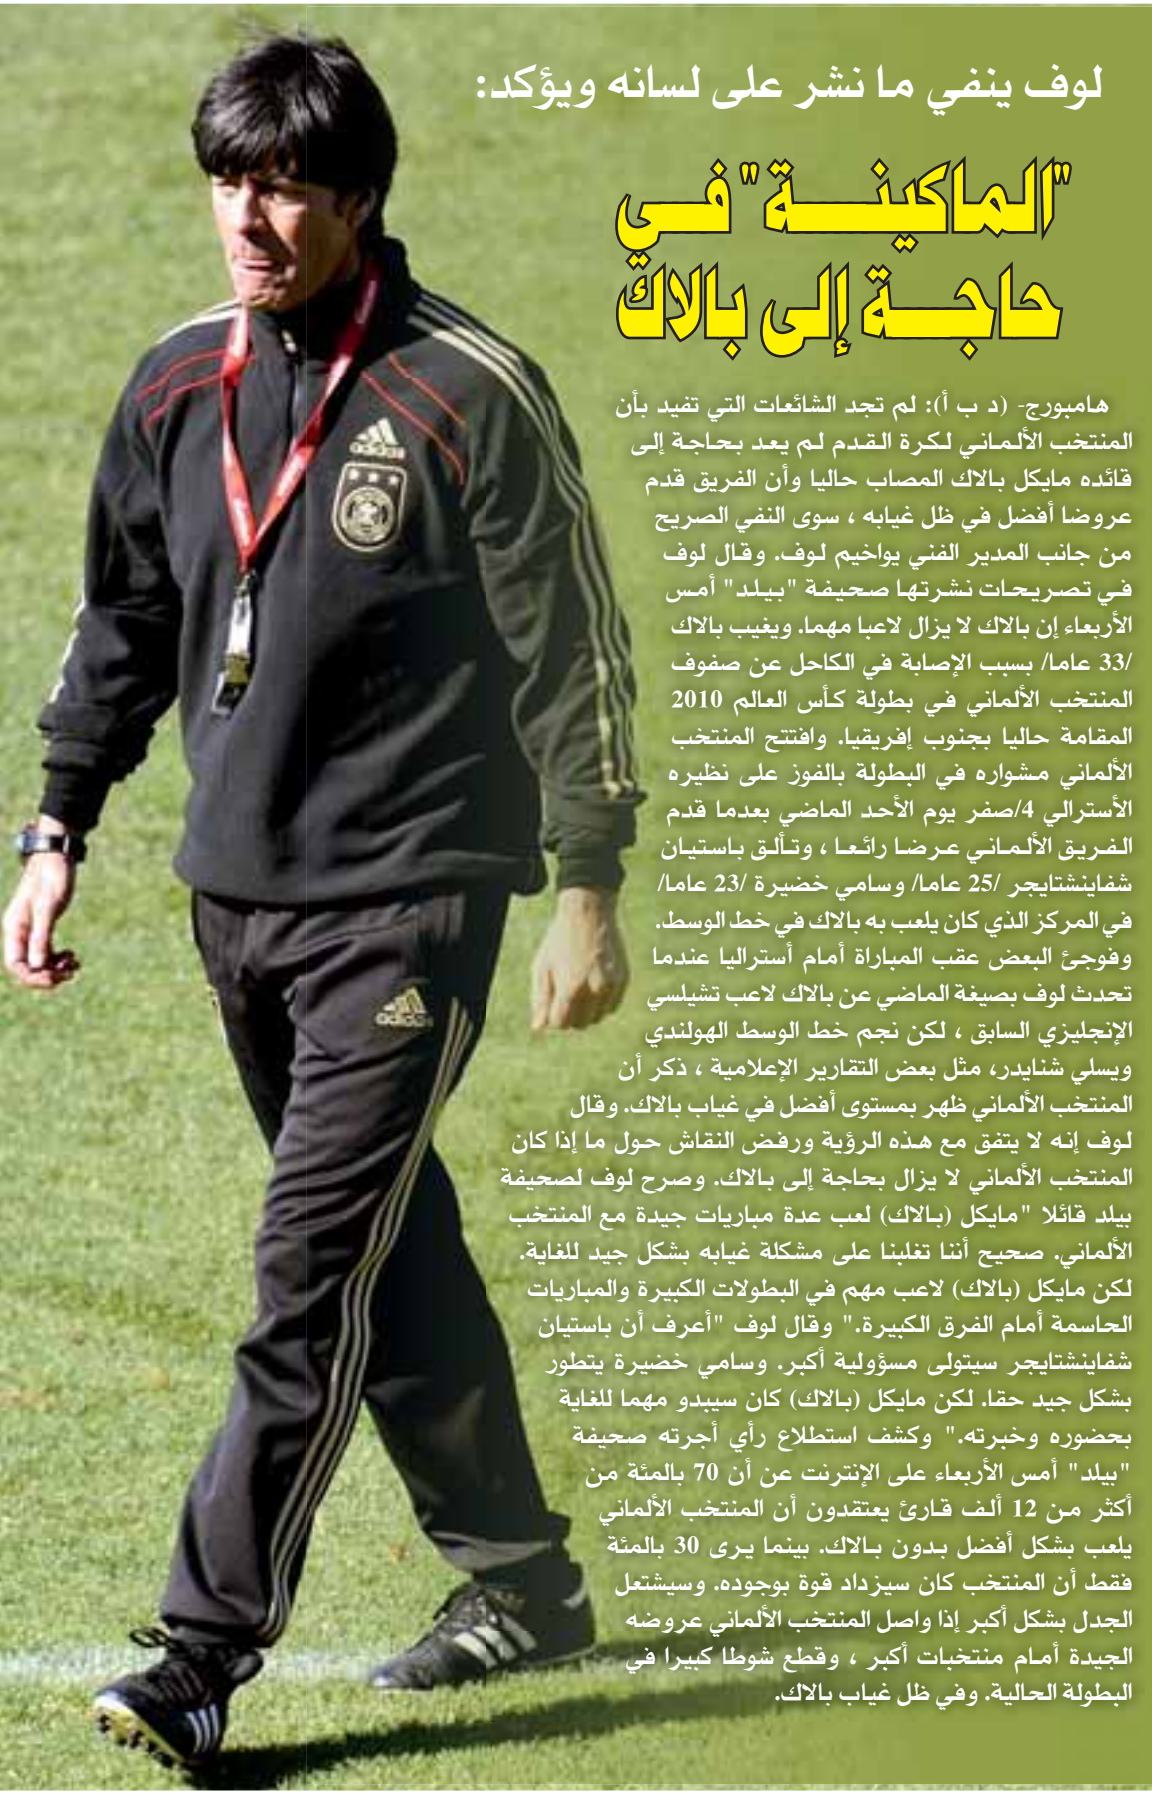 لوف ينفي ما نشر على لسانه ويؤكد:
"الماكينــة" في
حاجــة إلى بالاك
هامبورج- (د ب أ): لم تجد الشائعات التي تفيد بأن
المنتخب الألماني لكرة القدم لم يعد بحاجة إلى
قائده مايكل بالاك المصاب حاليا وأن الفريق قدم
عروضا أفضل في ظل غيابه ، سوى النفي الصريح
من جانب المدير الفني يواخيم لوف. وقال لوف
في تصريحات نشرتها صحيفة "بيلد" أمس
الأربعاء إن بالاك لا يزال لاعبا مهما. ويغيب بالاك
/33 عاما/ بسبب الإصابة في الكاحل عن صفوف
المنتخب الألماني في بطولة كأس العالم 2010
المقامة حاليا بجنوب إفريقيا. وافتتح المنتخب
الألماني مشواره في البطولة بالفوز على نظيره
الأسترالي 4/صفر يوم الأحد الماضي بعدما قدم
الفريق الألماني عرضا رائعا ، وتألق باستيان
شفاينشتايجر /25 عاما/ وسامي خضيرة /23 عاما/
في المركز الذي كان يلعب به بالاك في خط الوسط.
وفوجئ البعض عقب المباراة أمام أستراليا عندما
تحدث لوف بصيغة الماضي عن بالاك لاعب تشيلسي
الإنجليزي السابق ، لكن نجم خط الوسط الهولندي
ويسلي شنايدر، مثل بعض التقارير الإعلامية ، ذكر أن
المنتخب الألماني ظهر بمستوى أفضل في غياب بالاك. وقال
لوف إنه لا يتفق مع هذه الرؤية ورفض النقاش حول ما إذا كان
المنتخب الألماني لا يزال بحاجة إلى بالاك. وصرح لوف لصحيفة
بيلد قائلا "مايكل (بالاك) لعب عدة مباريات جيدة مع المنتخب
الألماني. صحيح أننا تغلبنا على مشكلة غيابه بشكل جيد للغاية.
لكن مايكل (بالاك) لاعب مهم في البطولات الكبيرة والمباريات
الحاسمة أمام الفرق الكبيرة." وقال لوف "أعرف أن باستيان
شفاينشتايجر سيتولى مسؤولية أكبر. وسامي خضيرة يتطور
بشكل جيد حقا. لكن مايكل (بالاك) كان سيبدو مهما للغاية
بحضوره وخبرته." وكشف استطلاع رأي أجرته صحيفة
"بيلد" أمس الأربعاء على الإنترنت عن أن 70 بالمئة من
أكثر من 12 ألف قارئ يعتقدون أن المنتخب الألماني
يلعب بشكل أفضل بدون بالاك. بينما يرى 30 بالمئة
فقط أن المنتخب كان سيزداد قوة بوجوده. وسيشتعل
الجدل بشكل أكبر إذا واصل المنتخب الألماني عروضه
الجيدة أمام منتخبات أكبر ، وقطع شوطا كبيرا في
البطولة الحالية. وفي ظل غياب بالاك.
adidas
adidas